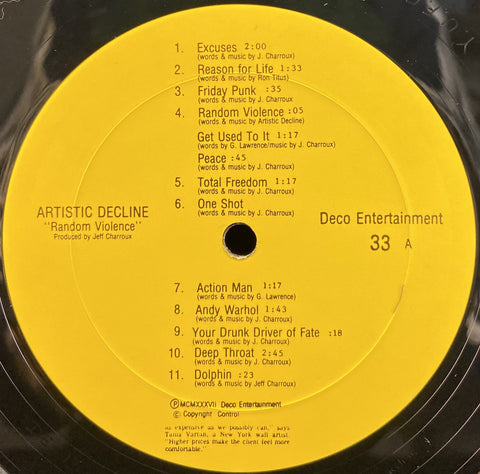 1. Excuses 2:00
(words & music by J. Charroux)
2. Reason for Life 1:33
(words & music by Ron Titus)
3. Friday Punk :35
(words & music by J. Charroux
4. Random Violence :05
(words & music by Artistic Decline)
Get Used To It 1:17
(words by G. Lawrence/music by J. Charroux)
Peace :45
(words & music by J. Charroux)
5. Total Freedom 1:17
(words & music by J. Charroux)
6. One Shot
(words & music by J. Charroux)
ARTISTIC DECLINE
"Random Violence"
Produced by Jeff Charroux
Deco Entertainment
33 A
7. Action Man 1:17
(words & music by G. Lawrence)
8. Andy Warhol 1:43
(words & music by J. Charroux)
9. Your Drunk Driver of Fate :18
(words & music by J. Charroux)
10. Deep Throat 2:45
(words & music by J. Charroux)
11. Dolphin :23
(words & music by Jeff Charroux)
Ⓟ MCMXXXVII Deco Entertainment
© Copyright Control
as expensive as we possibly can," says
Tania Vartan, a New York wall artist.
"Higher prices make the client feel more
comfortable."